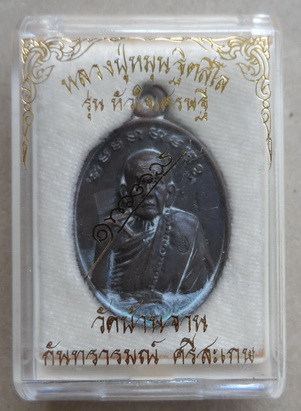 หลวงปู่หมุน ฐิตสีโล
รุ่น หัวใจเศรษฐี
วัดบ้านจาน
กันทรารมณ์ ศรีสะเกษ